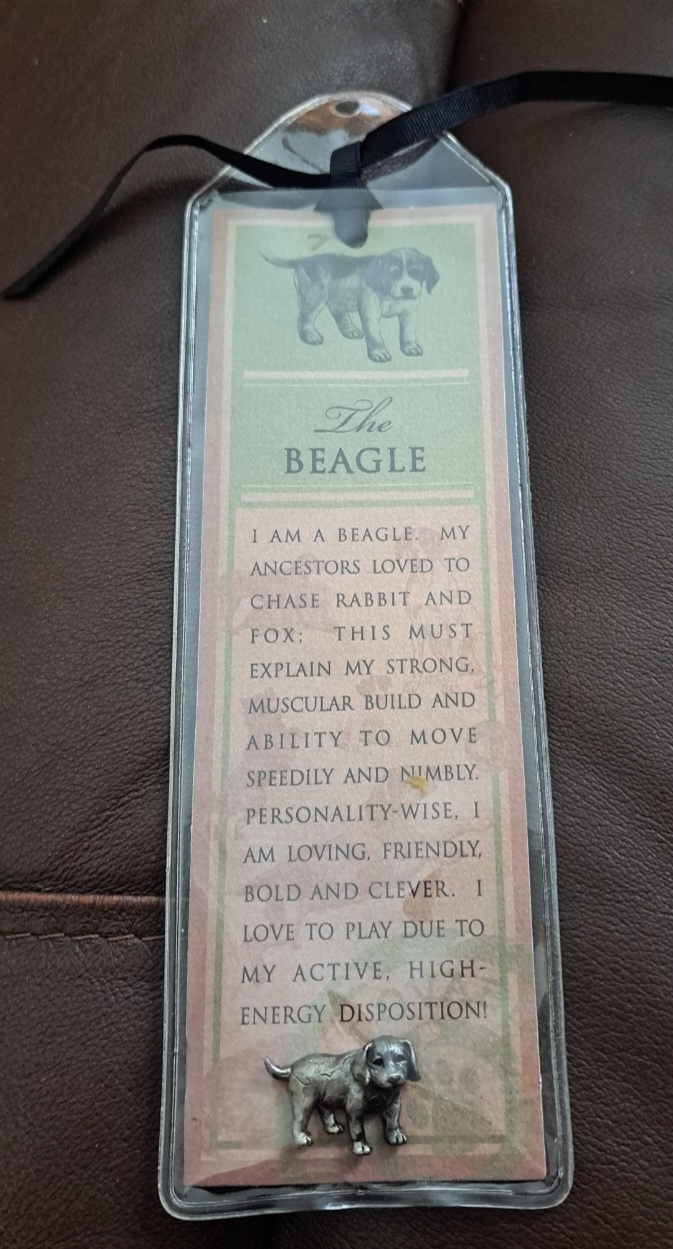 The
BEAGLE
I AM A BEAGLE. MY
ANCESTORS LOVED TO
CHASE RABBIT AND
FOX; THIS MUST
EXPLAIN MY STRONG,
MUSCULAR BUILD AND
ABILITY TO MOVE
SPEEDILY AND NIMBLY.
PERSONALITY-WISE, I
AM LOVING, FRIENDLY,
BOLD AND CLEVER. I
LOVE TO PLAY DUE TO
MY ACTIVE, HIGH-
ENERGY DISPOSITION!